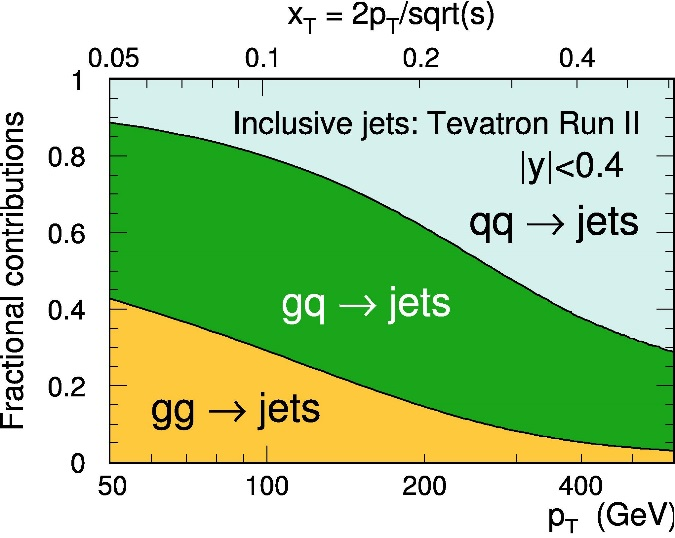 x_T = 2p_T/sqrt(s)
0.05 0.1 0.2 0.4
Fractional contributions
1
0.8
0.6
0.4
0.2
0
Inclusive jets: Tevatron Run II
|y|<0.4
qq → jets
gq → jets
gg → jets
50 100 200 400
p_T (GeV)